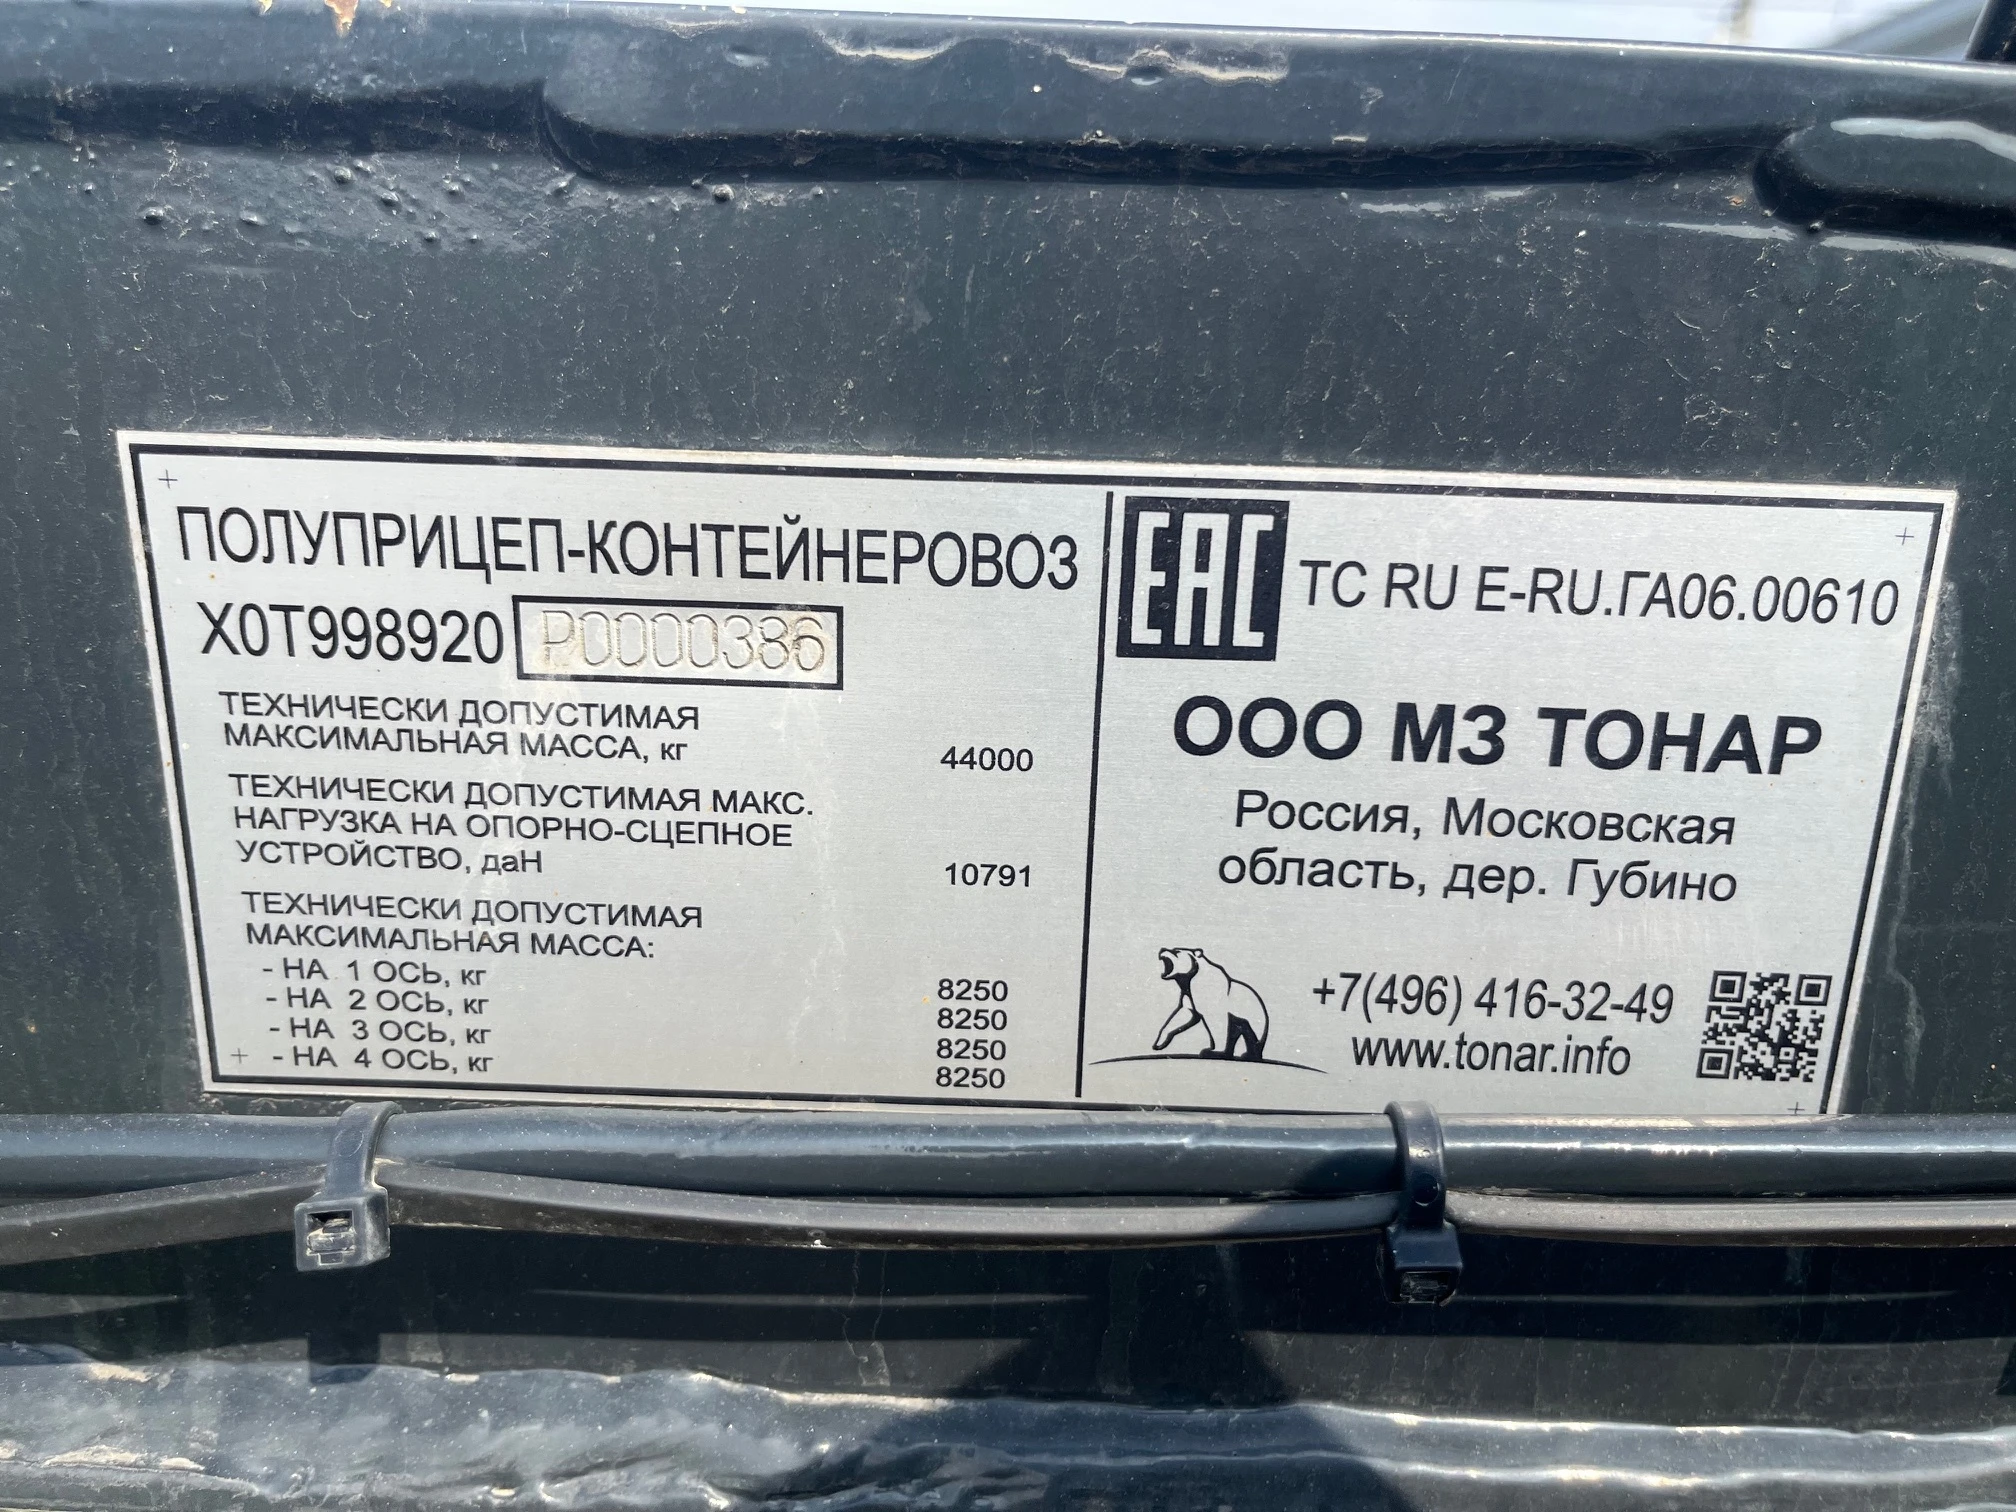 ПОЛУПРИЦЕП-КОНТЕЙНЕРОВОЗ
X0T998920 P0000386
ТЕХНИЧЕСКИ ДОПУСТИМАЯ
МАКСИМАЛЬНАЯ МАССА, кг 44000
ТЕХНИЧЕСКИ ДОПУСТИМАЯ МАКС.
НАГРУЗКА НА ОПОРНО-СЦЕПНОЕ
УСТРОЙСТВО, даН 10791
ТЕХНИЧЕСКИ ДОПУСТИМАЯ
МАКСИМАЛЬНАЯ МАССА:
- НА 1 ОСЬ, кг 8250
- НА 2 ОСЬ, кг 8250
- НА 3 ОСЬ, кг 8250
- НА 4 ОСЬ, кг 8250
EAC ТС RU Е-RU.ГА06.00610
ООО МЗ ТОНАР
Россия, Московская
область, дер. Губино
+7(496) 416-32-49
www.tonar.info